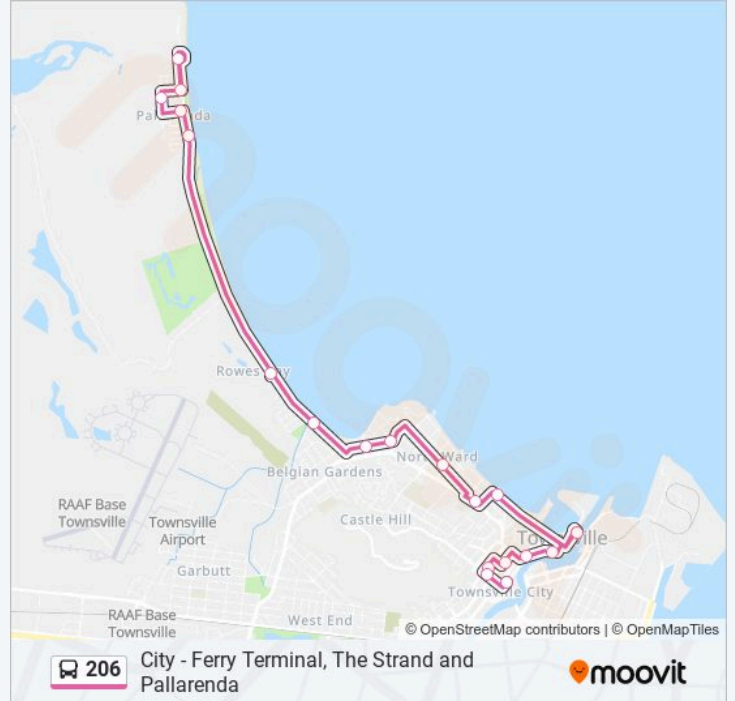 Pallarenda
Rowes Bay
North Ward
Belgian Gardens
RAAF Base
Townsville
Townsville
Airport
Castle Hill
Townsville
Garbutt
Townsville City
RAAF Base
Townsville
West End
© OpenStreetMap contributors | © OpenMapTiles
206
City - Ferry Terminal, The Strand and
Pallarenda
moovit